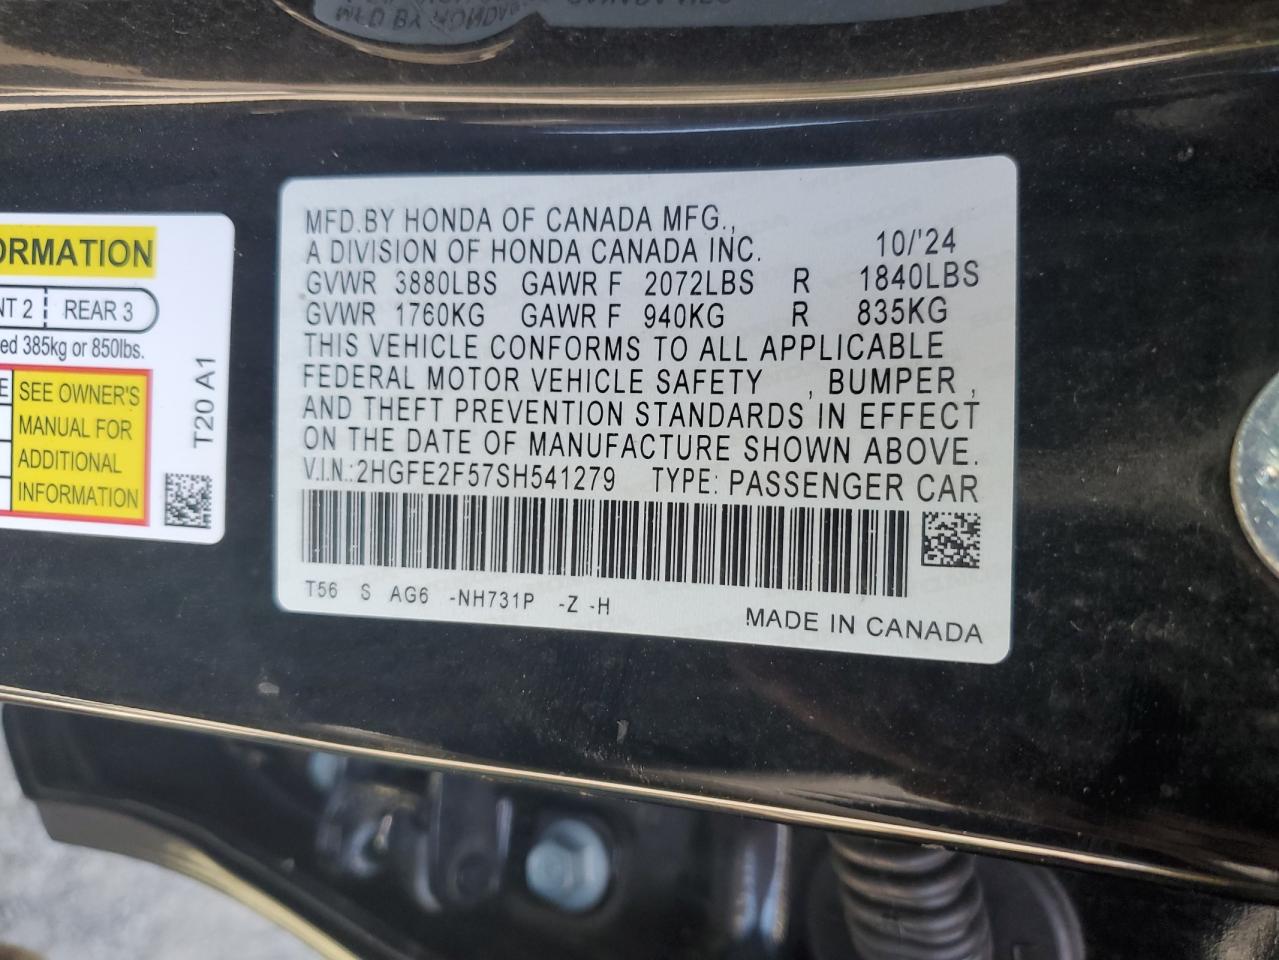 ORMATION
NT 2 REAR 3
ed 385kg or 850lbs.
E
SEE OWNER'S
MANUAL FOR
ADDITIONAL
INFORMATION
T20 A1
MFD.BY HONDA OF CANADA MFG.,
A DIVISION OF HONDA CANADA INC. 10/'24
GVWR 3880LBS GAWR F 2072LBS R 1840LBS
GVWR 1760KG GAWR F 940KG R 835KG
THIS VEHICLE CONFORMS TO ALL APPLICABLE
FEDERAL MOTOR VEHICLE SAFETY , BUMPER ,
AND THEFT PREVENTION STANDARDS IN EFFECT
ON THE DATE OF MANUFACTURE SHOWN ABOVE.
V.I.N.:2HGFE2F57SH541279 TYPE: PASSENGER CAR
T56 S AG6 -NH731P -Z -H
MADE IN CANADA